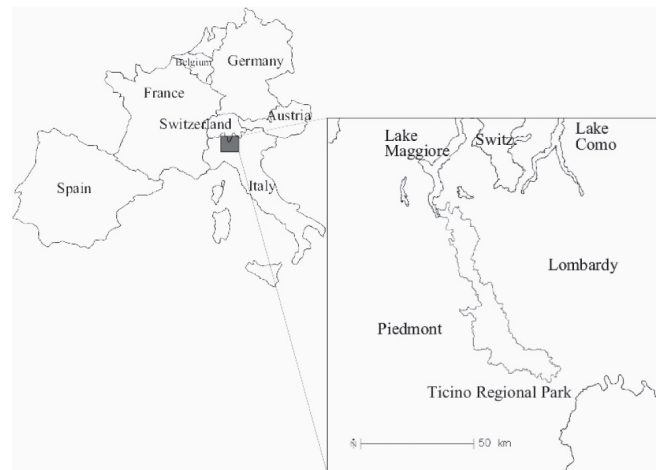 Belgium
Germany
France
Switzerland
Austria
Spain
Italy
Lake
Maggiore
Switz.
Lake
Como
Lombardy
Piedmont
Ticino Regional Park
N
50 km